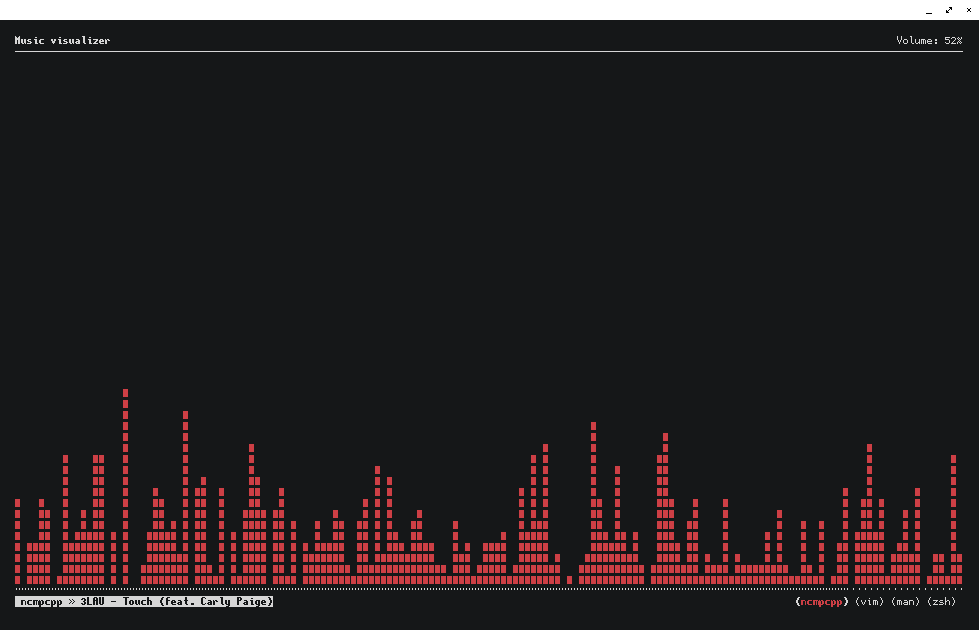 Music visualizer Volume: 52%
ncmpcpp » 3LAU - Touch (feat. Carly Paige) (ncmpcpp) (vim) (man) (zsh)